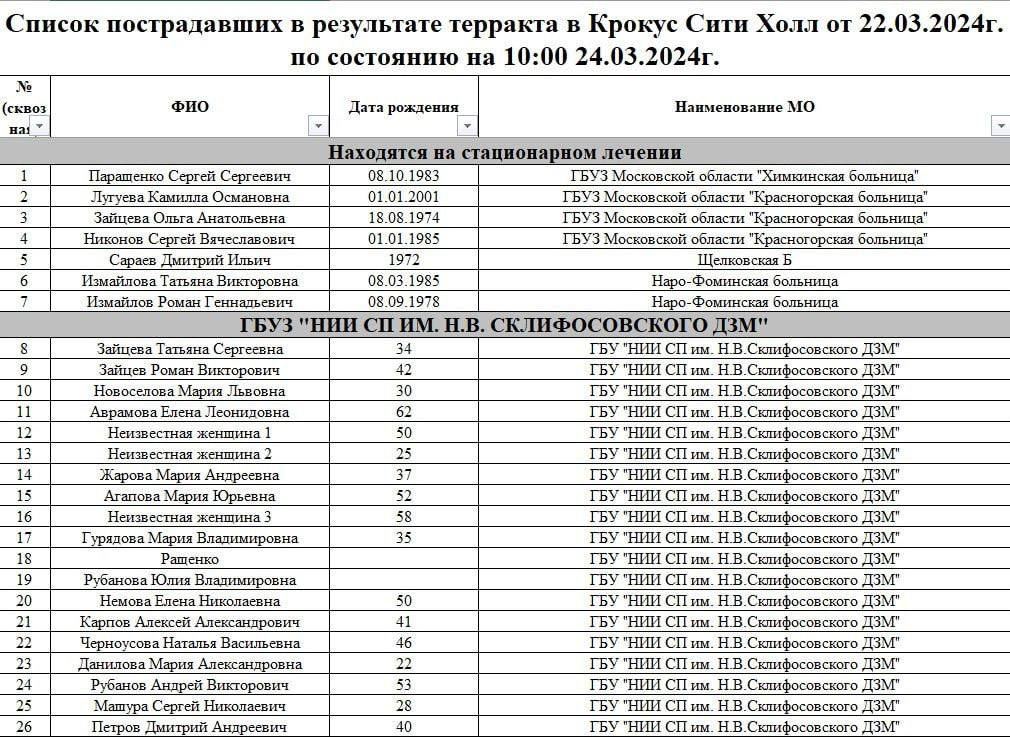 Список пострадавших в результате терракта в Крокус Сити Холл от 22.03.2024г.
по состоянию на 10:00 24.03.2024г.
№ (сквозная) ФИО Дата рождения Наименование МО
Находятся на стационарном лечении
1 Паращенко Сергей Сергеевич 08.10.1983 ГБУЗ Московской области "Химкинская больница"
2 Лугуева Камилла Османовна 01.01.2001 ГБУЗ Московской области "Красногорская больница"
3 Зайцева Ольга Анатольевна 18.08.1974 ГБУЗ Московской области "Красногорская больница"
4 Никонов Сергей Вячеславович 01.01.1985 ГБУЗ Московской области "Красногорская больница"
5 Сараев Дмитрий Ильич 1972 Щелковская Б
6 Измайлова Татьяна Викторовна 08.03.1985 Наро-Фоминская больница
7 Измайлов Роман Геннадьевич 08.09.1978 Наро-Фоминская больница
ГБУЗ "НИИ СП ИМ. Н.В. СКЛИФОСОВСКОГО ДЗМ"
8 Зайцева Татьяна Сергеевна 34 ГБУ "НИИ СП им. Н.В.Склифосовского ДЗМ"
9 Зайцев Роман Викторович 42 ГБУ "НИИ СП им. Н.В.Склифосовского ДЗМ"
10 Новоселова Мария Львовна 30 ГБУ "НИИ СП им. Н.В.Склифосовского ДЗМ"
11 Аврамова Елена Леонидовна 62 ГБУ "НИИ СП им. Н.В.Склифосовского ДЗМ"
12 Неизвестная женщина 1 50 ГБУ "НИИ СП им. Н.В.Склифосовского ДЗМ"
13 Неизвестная женщина 2 25 ГБУ "НИИ СП им. Н.В.Склифосовского ДЗМ"
14 Жарова Мария Андреевна 37 ГБУ "НИИ СП им. Н.В.Склифосовского ДЗМ"
15 Агапова Мария Юрьевна 52 ГБУ "НИИ СП им. Н.В.Склифосовского ДЗМ"
16 Неизвестная женщина 3 58 ГБУ "НИИ СП им. Н.В.Склифосовского ДЗМ"
17 Гурядова Мария Владимировна 35 ГБУ "НИИ СП им. Н.В.Склифосовского ДЗМ"
18 Ращенко ГБУ "НИИ СП им. Н.В.Склифосовского ДЗМ"
19 Рубанова Юлия Владимировна ГБУ "НИИ СП им. Н.В.Склифосовского ДЗМ"
20 Немова Елена Николаевна 50 ГБУ "НИИ СП им. Н.В.Склифосовского ДЗМ"
21 Карпов Алексей Александрович 41 ГБУ "НИИ СП им. Н.В.Склифосовского ДЗМ"
22 Черноусова Наталья Васильевна 46 ГБУ "НИИ СП им. Н.В.Склифосовского ДЗМ"
23 Данилова Мария Александровна 22 ГБУ "НИИ СП им. Н.В.Склифосовского ДЗМ"
24 Рубанов Андрей Викторович 53 ГБУ "НИИ СП им. Н.В.Склифосовского ДЗМ"
25 Машура Сергей Николаевич 28 ГБУ "НИИ СП им. Н.В.Склифосовского ДЗМ"
26 Петров Дмитрий Андреевич 40 ГБУ "НИИ СП им. Н.В.Склифосовского ДЗМ"